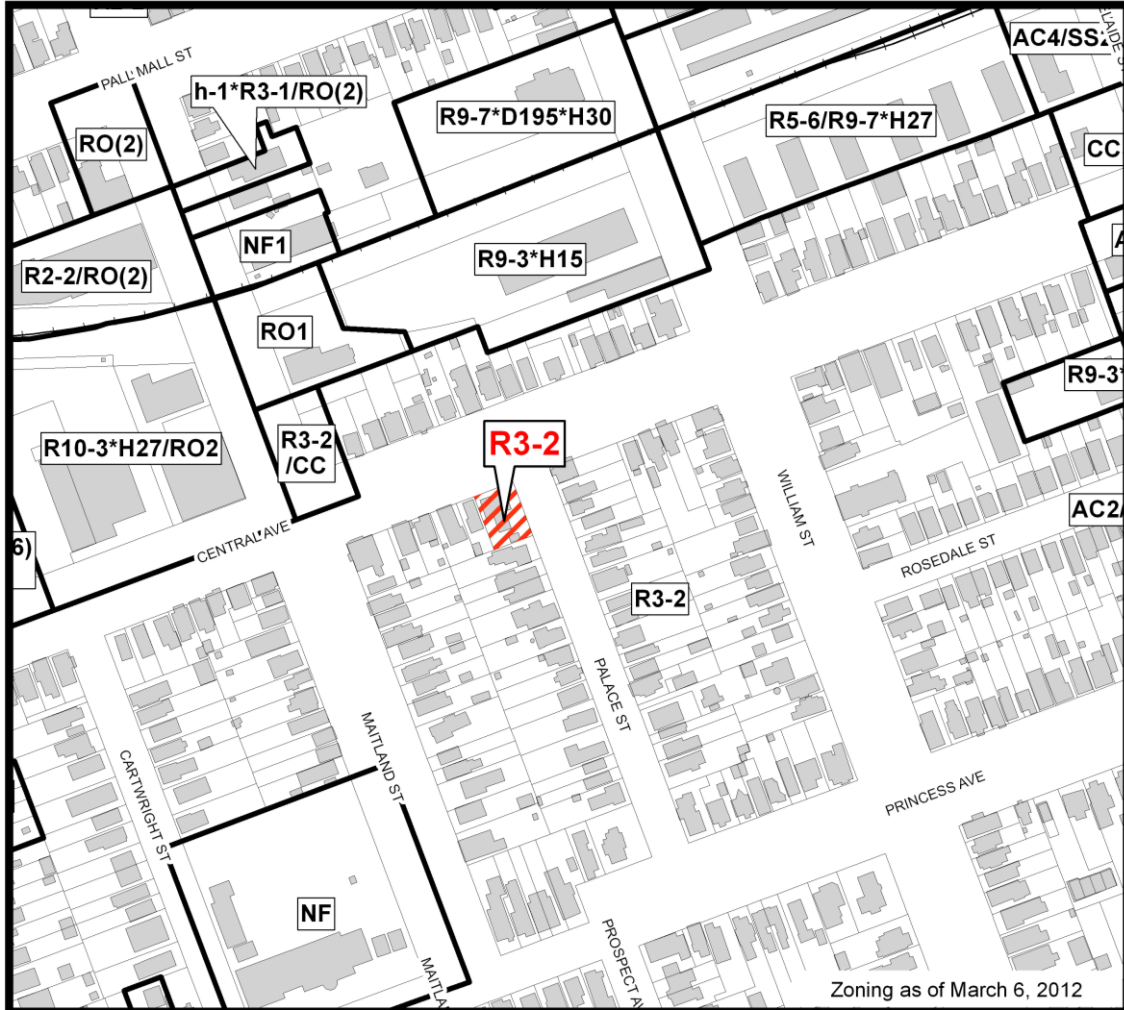 PALL MALL ST
h-1*R3-1/RO(2)
AC4/SS2
RO(2)
R9-7*D195*H30
R5-6/R9-7*H27
CC
NF1
R2-2/RO(2)
R9-3*H15
RO1
R9-3*
R10-3*H27/RO2
R3-2
/CC
R3-2
WILLIAM ST
AC2/
CENTRAL AVE
ROSEDALE ST
R3-2
PALACE ST
MAITLAND ST
CARTWRIGHT ST
PRINCESS AVE
NF
PROSPECT AV
MAITLA
Zoning as of March 6, 2012